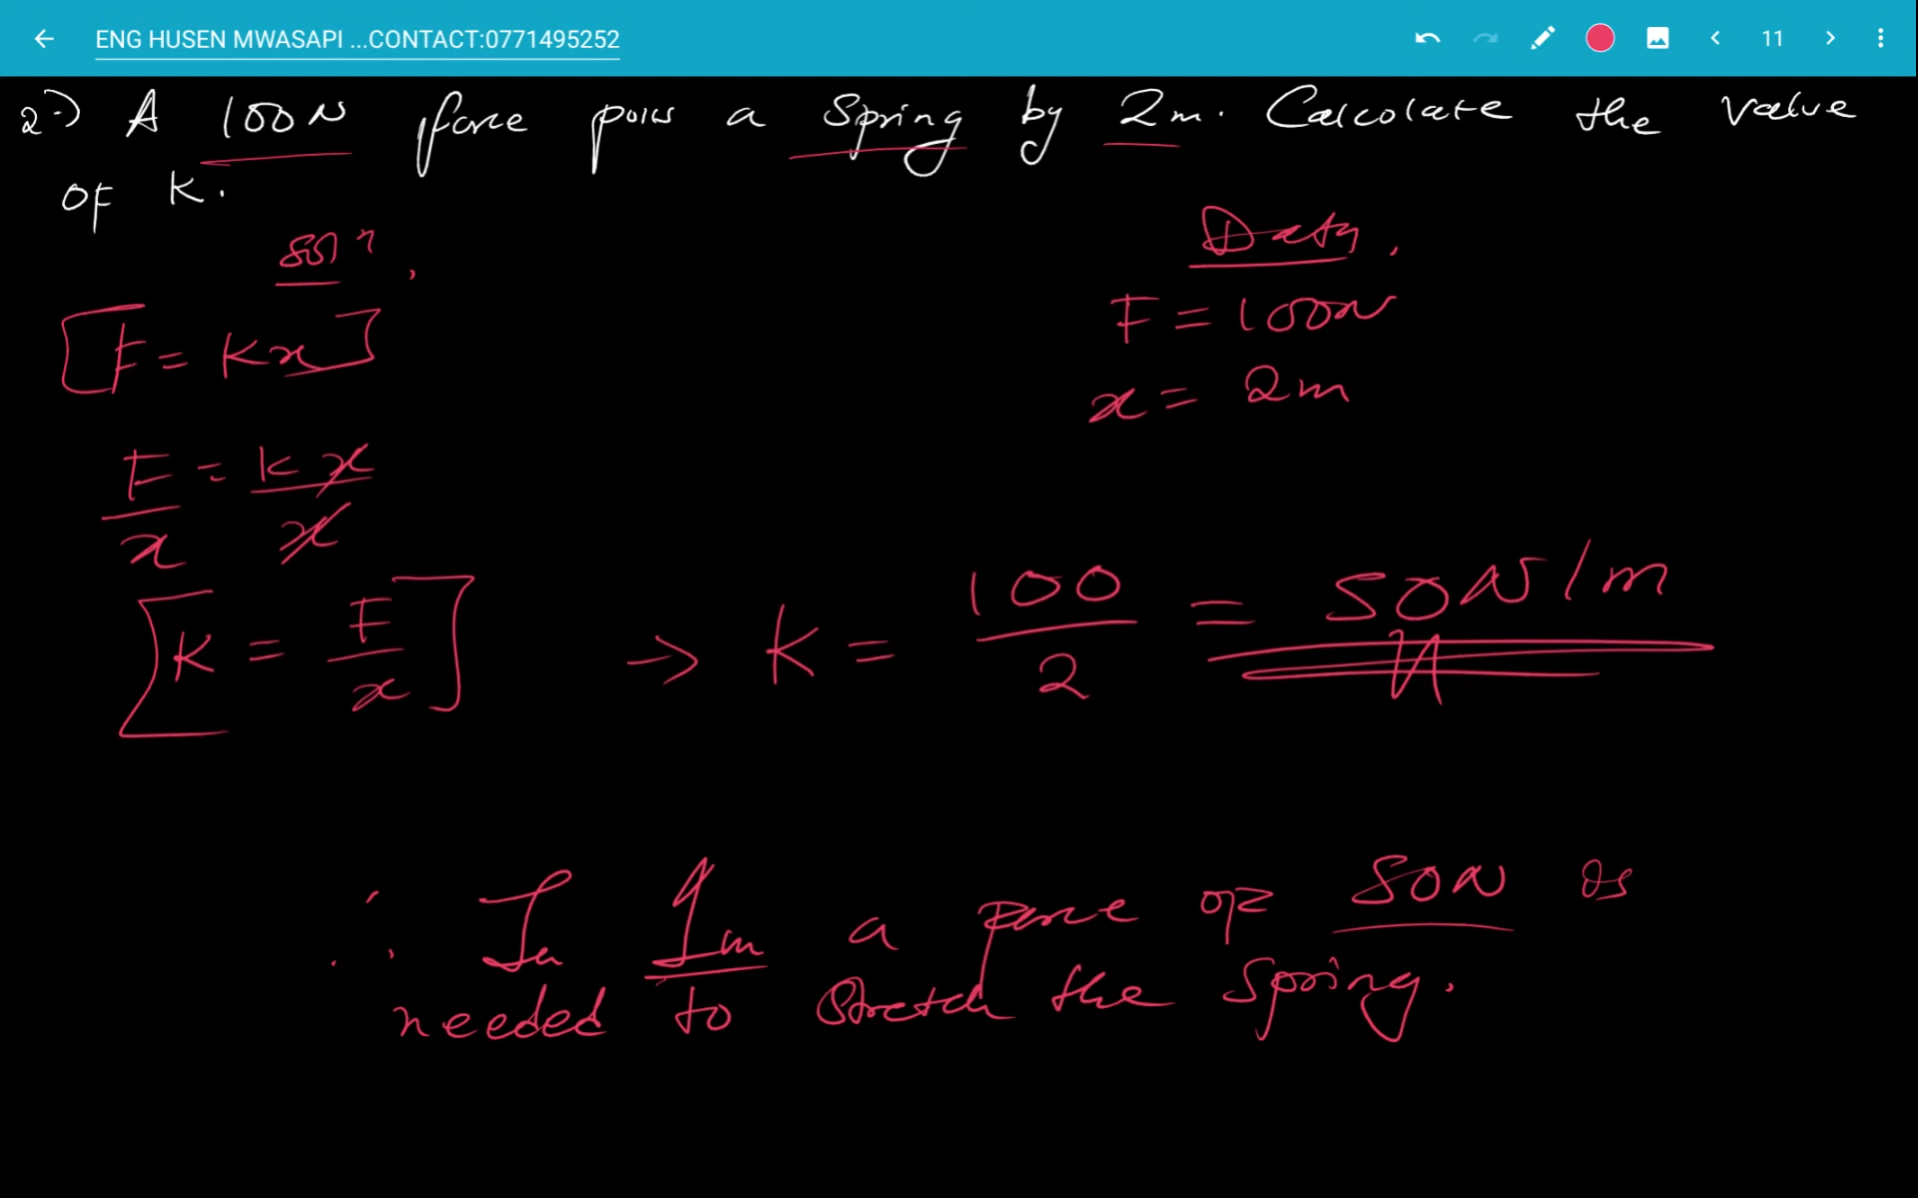 ENG HUSEN MWASAPI ...CONTACT:0771495252
11
2:) A 100N force pulls a Spring by 2m. Calculate the Value
of K.
soln,
Data,
F = 100N
x = 2m
[F = Kx]
F/x = Kx/x
[K = F/x] → K = 100/2 = 50N/m
∴ In 1m a force of 50N is
needed to Stretch the Spring.